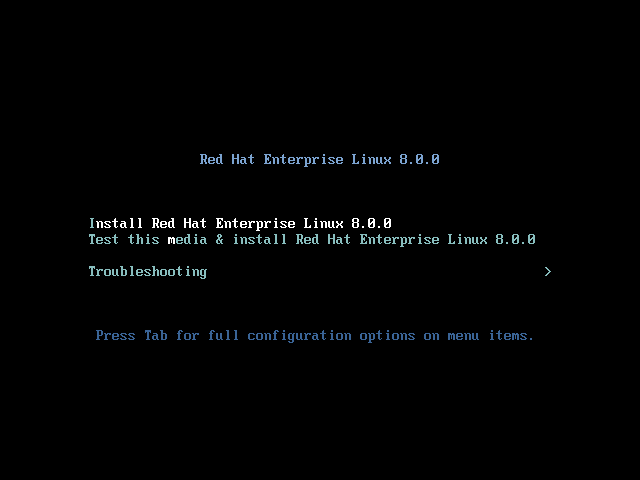 Red Hat Enterprise Linux 8.0.0
Install Red Hat Enterprise Linux 8.0.0
Test this media & install Red Hat Enterprise Linux 8.0.0
Troubleshooting >
Press Tab for full configuration options on menu items.